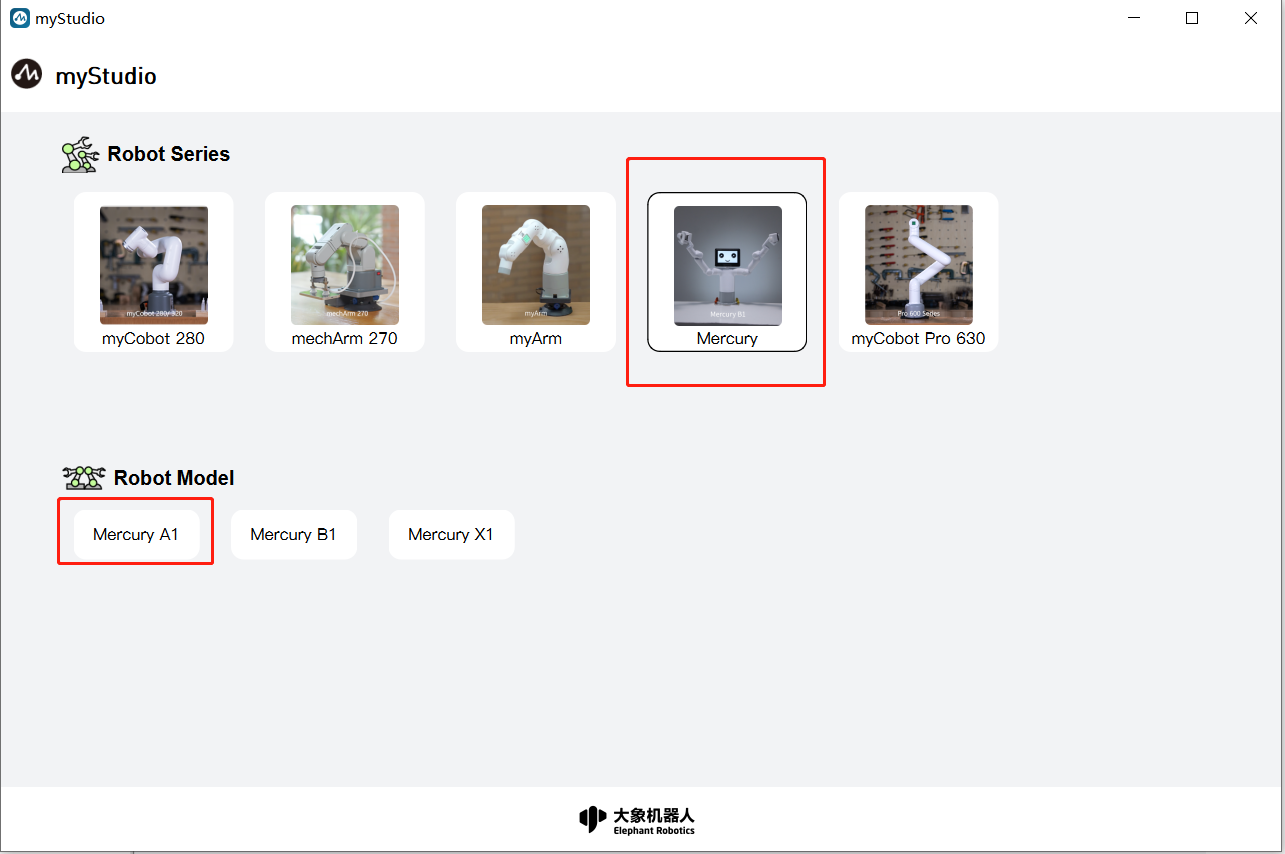 myStudio
myStudio
Robot Series
myCobot 280/ 320
mechArm 270
myArm
Mercury B1
Pro 600 Series
myCobot 280
mechArm 270
myArm
Mercury
myCobot Pro 630
Robot Model
Mercury A1
Mercury B1
Mercury X1
大象机器人
Elephant Robotics